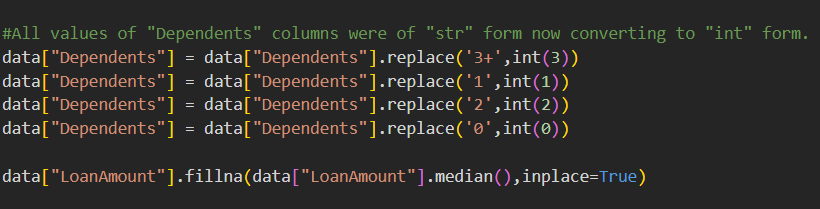 #All values of "Dependents" columns were of "str" form now converting to "int" form.
data["Dependents"] = data["Dependents"].replace('3+',int(3))
data["Dependents"] = data["Dependents"].replace('1',int(1))
data["Dependents"] = data["Dependents"].replace('2',int(2))
data["Dependents"] = data["Dependents"].replace('0',int(0))
data["LoanAmount"].fillna(data["LoanAmount"].median(),inplace=True)